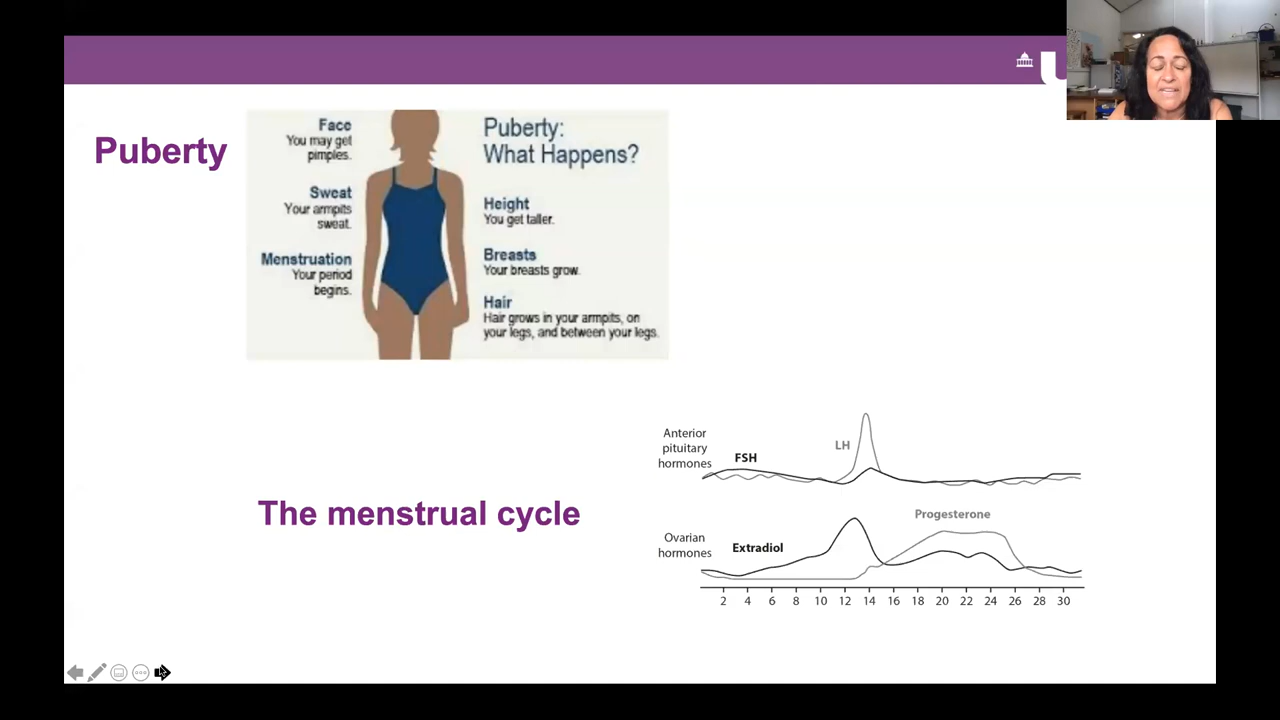 Puberty
Face
You may get
pimples.
Sweat
Your armpits
sweat.
Menstruation
Your period
begins.
Puberty:
What Happens?
Height
You get taller.
Breasts
Your breasts grow.
Hair
Hair grows in your armpits, on
your legs, and between your legs.
The menstrual cycle
Anterior
pituitary
hormones
FSH
LH
Ovarian
hormones
Extradiol
Progesterone
2 4 6 8 10 12 14 16 18 20 22 24 26 28 30